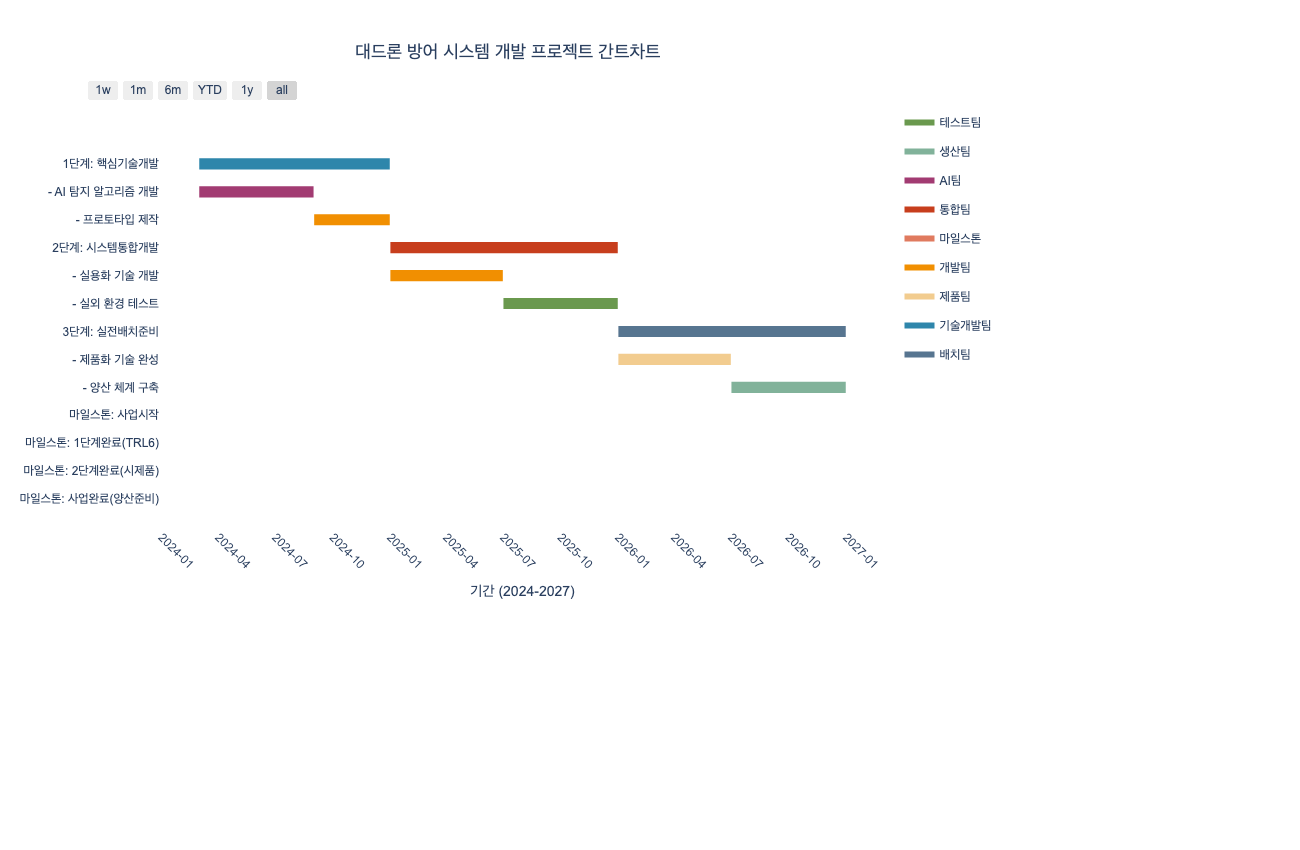 대드론 방어 시스템 개발 프로젝트 간트차트
1w 1m 6m YTD 1y all
테스트팀
생산팀
AI팀
통합팀
마일스톤
개발팀
제품팀
기술개발팀
배치팀
1단계: 핵심기술개발
- AI 탐지 알고리즘 개발
- 프로토타입 제작
2단계: 시스템통합개발
- 실용화 기술 개발
- 실외 환경 테스트
3단계: 실전배치준비
- 제품화 기술 완성
- 양산 체계 구축
마일스톤: 사업시작
마일스톤: 1단계완료(TRL6)
마일스톤: 2단계완료(시제품)
마일스톤: 사업완료(양산준비)
2024-01 2024-04 2024-07 2024-10 2025-01 2025-04 2025-07 2025-10 2026-01 2026-04 2026-07 2026-10 2027-01
기간 (2024-2027)